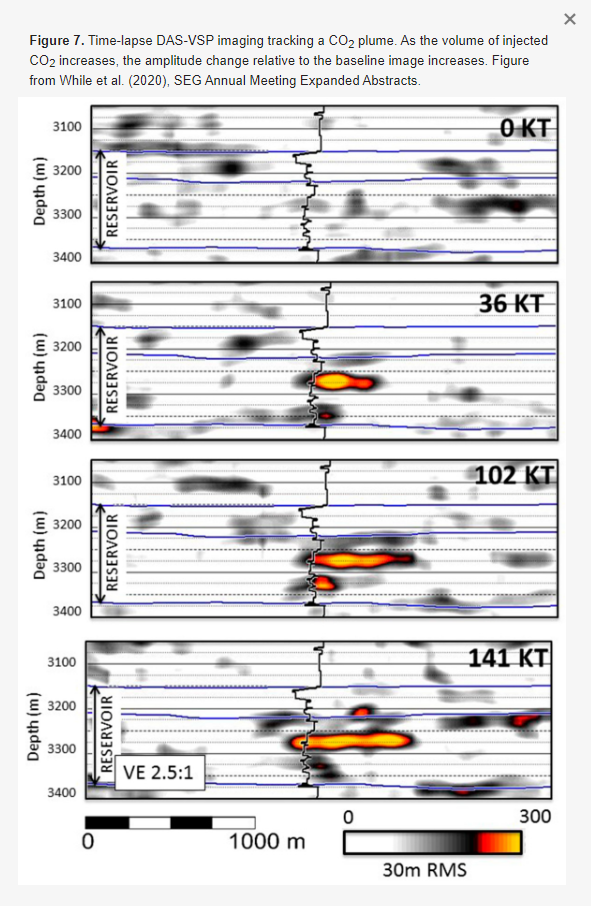 ×
Figure 7. Time-lapse DAS-VSP imaging tracking a CO2 plume. As the volume of injected
CO2 increases, the amplitude change relative to the baseline image increases. Figure
from While et al. (2020), SEG Annual Meeting Expanded Abstracts.
0 KT
Depth (m)
3100
3200
3300
3400
RESERVOIR
36 KT
Depth (m)
3100
3200
3300
3400
RESERVOIR
102 KT
Depth (m)
3100
3200
3300
3400
RESERVOIR
141 KT
Depth (m)
3100
3200
3300
3400
RESERVOIR
VE 2.5:1
0 1000 m
0 300
30m RMS